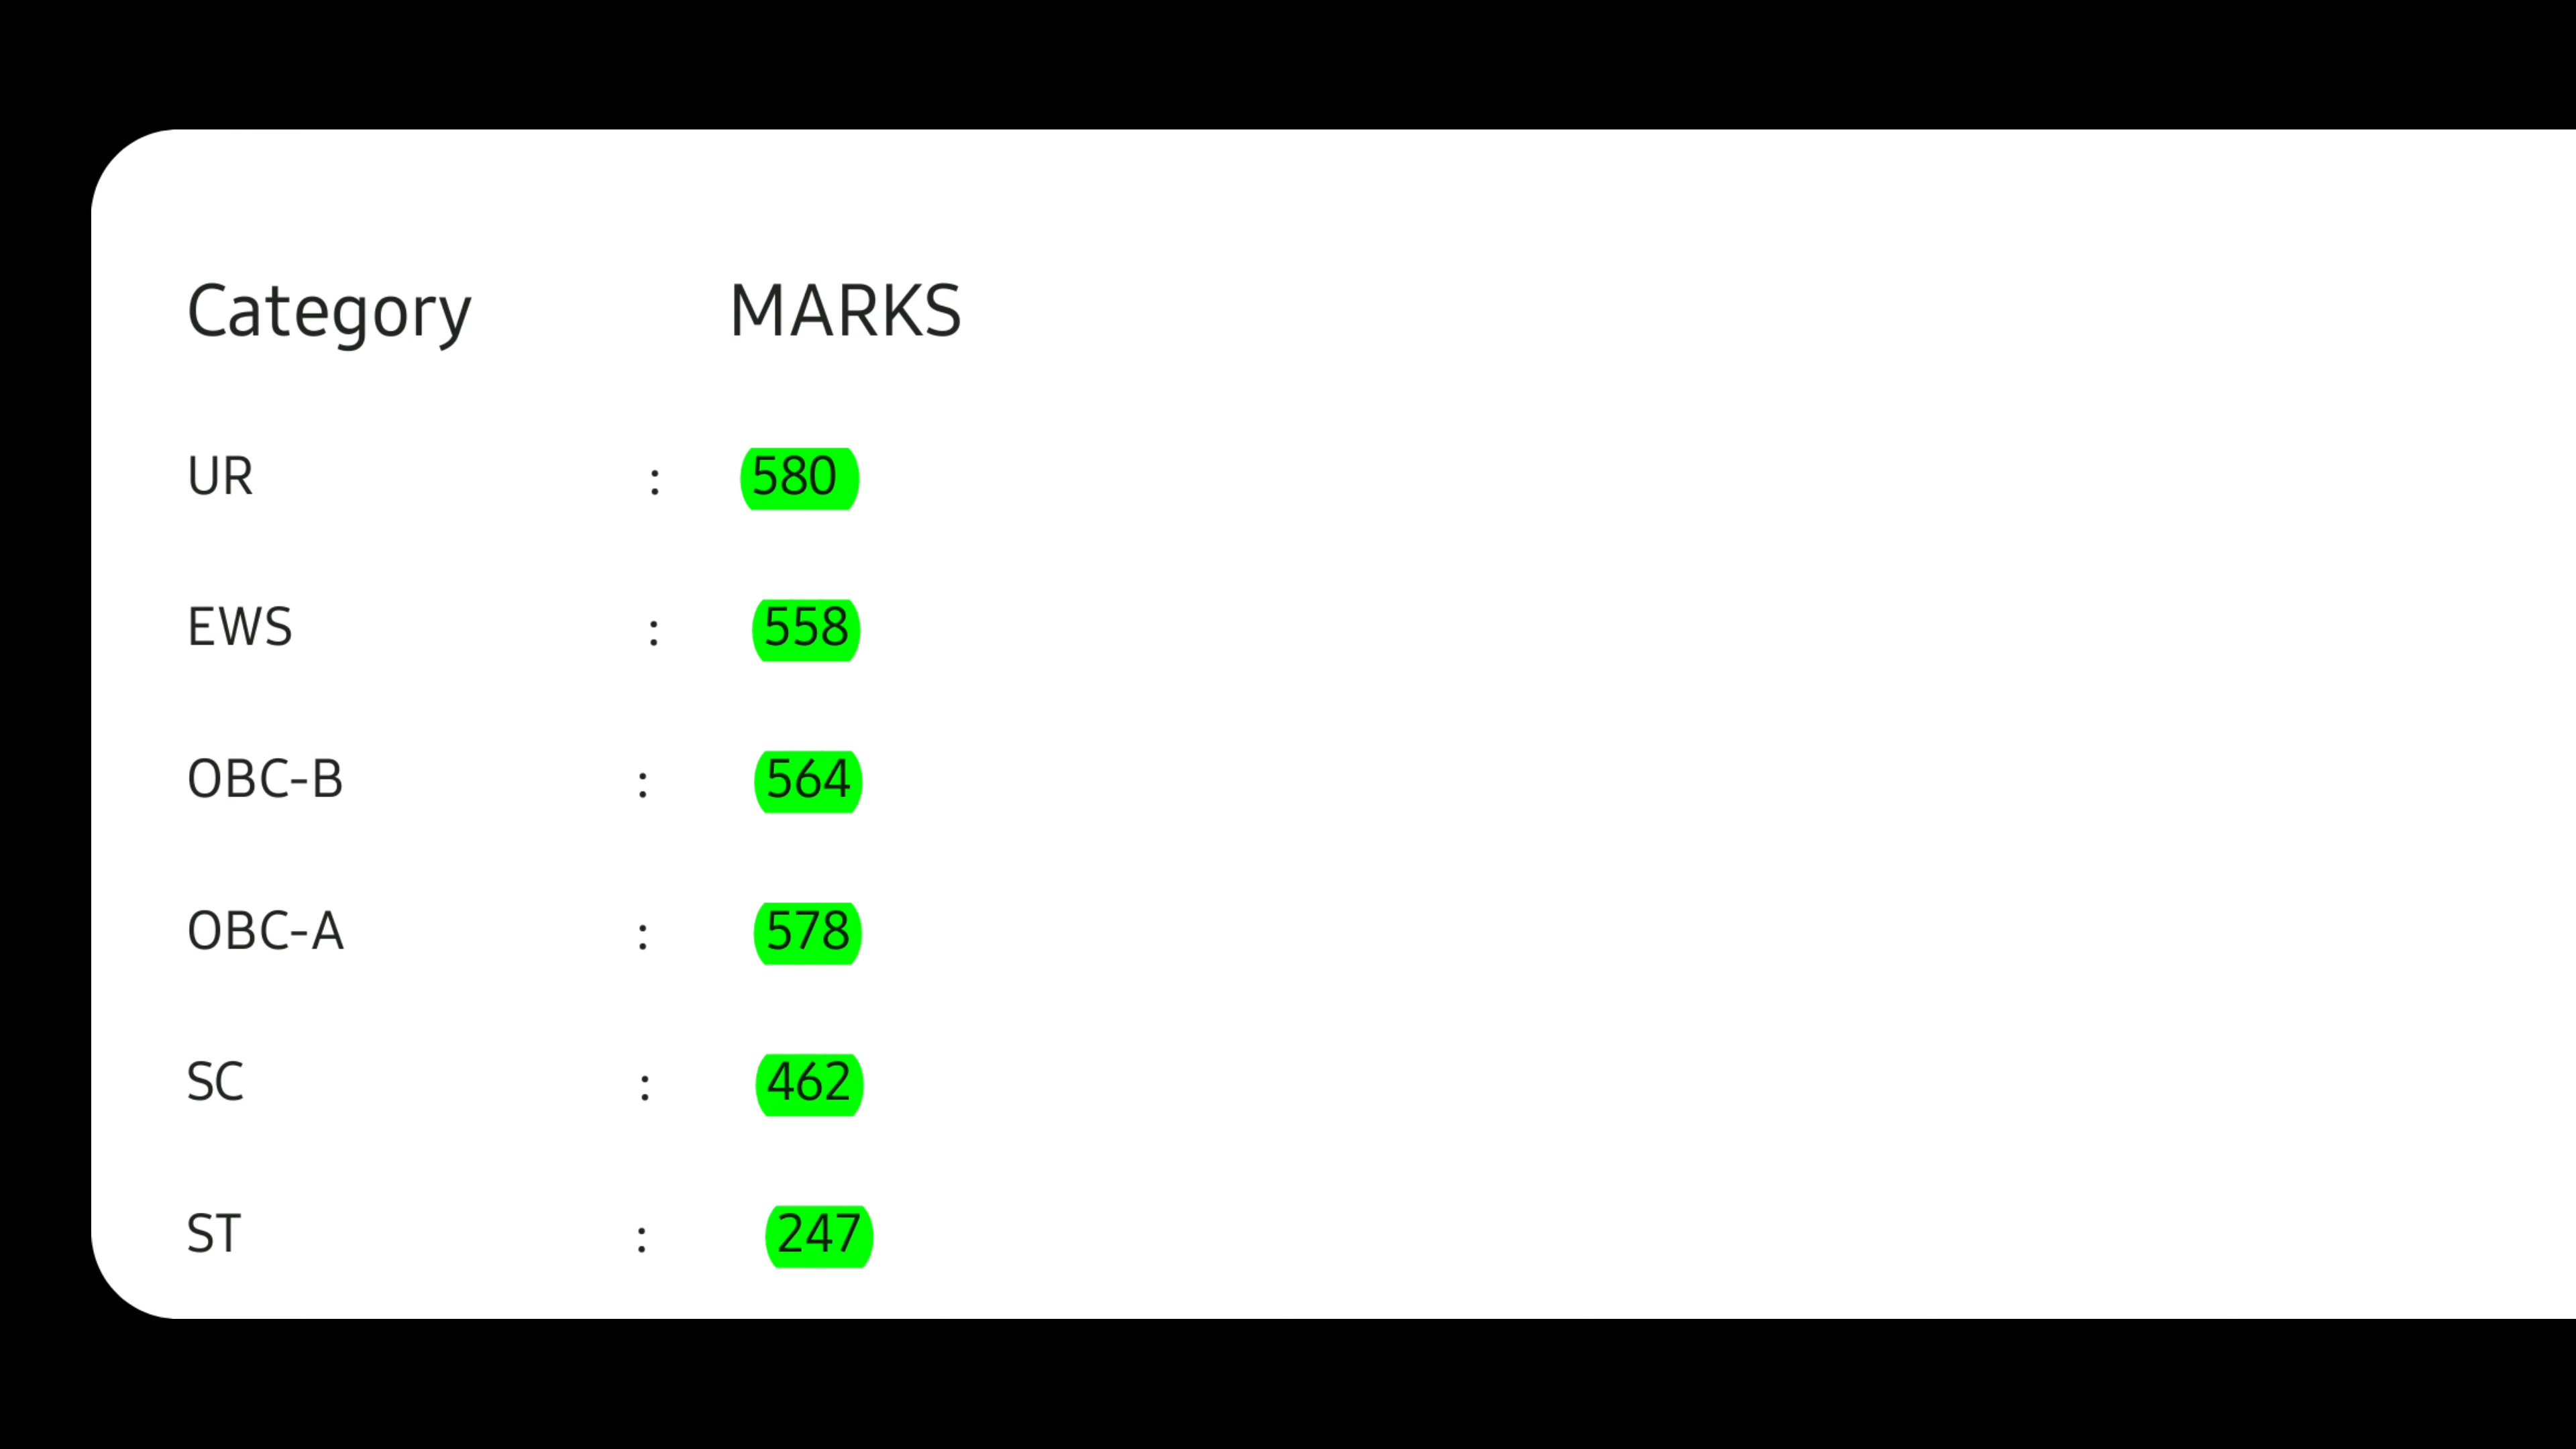 Category MARKS
UR : 580
EWS : 558
OBC-B : 564
OBC-A : 578
SC : 462
ST : 247